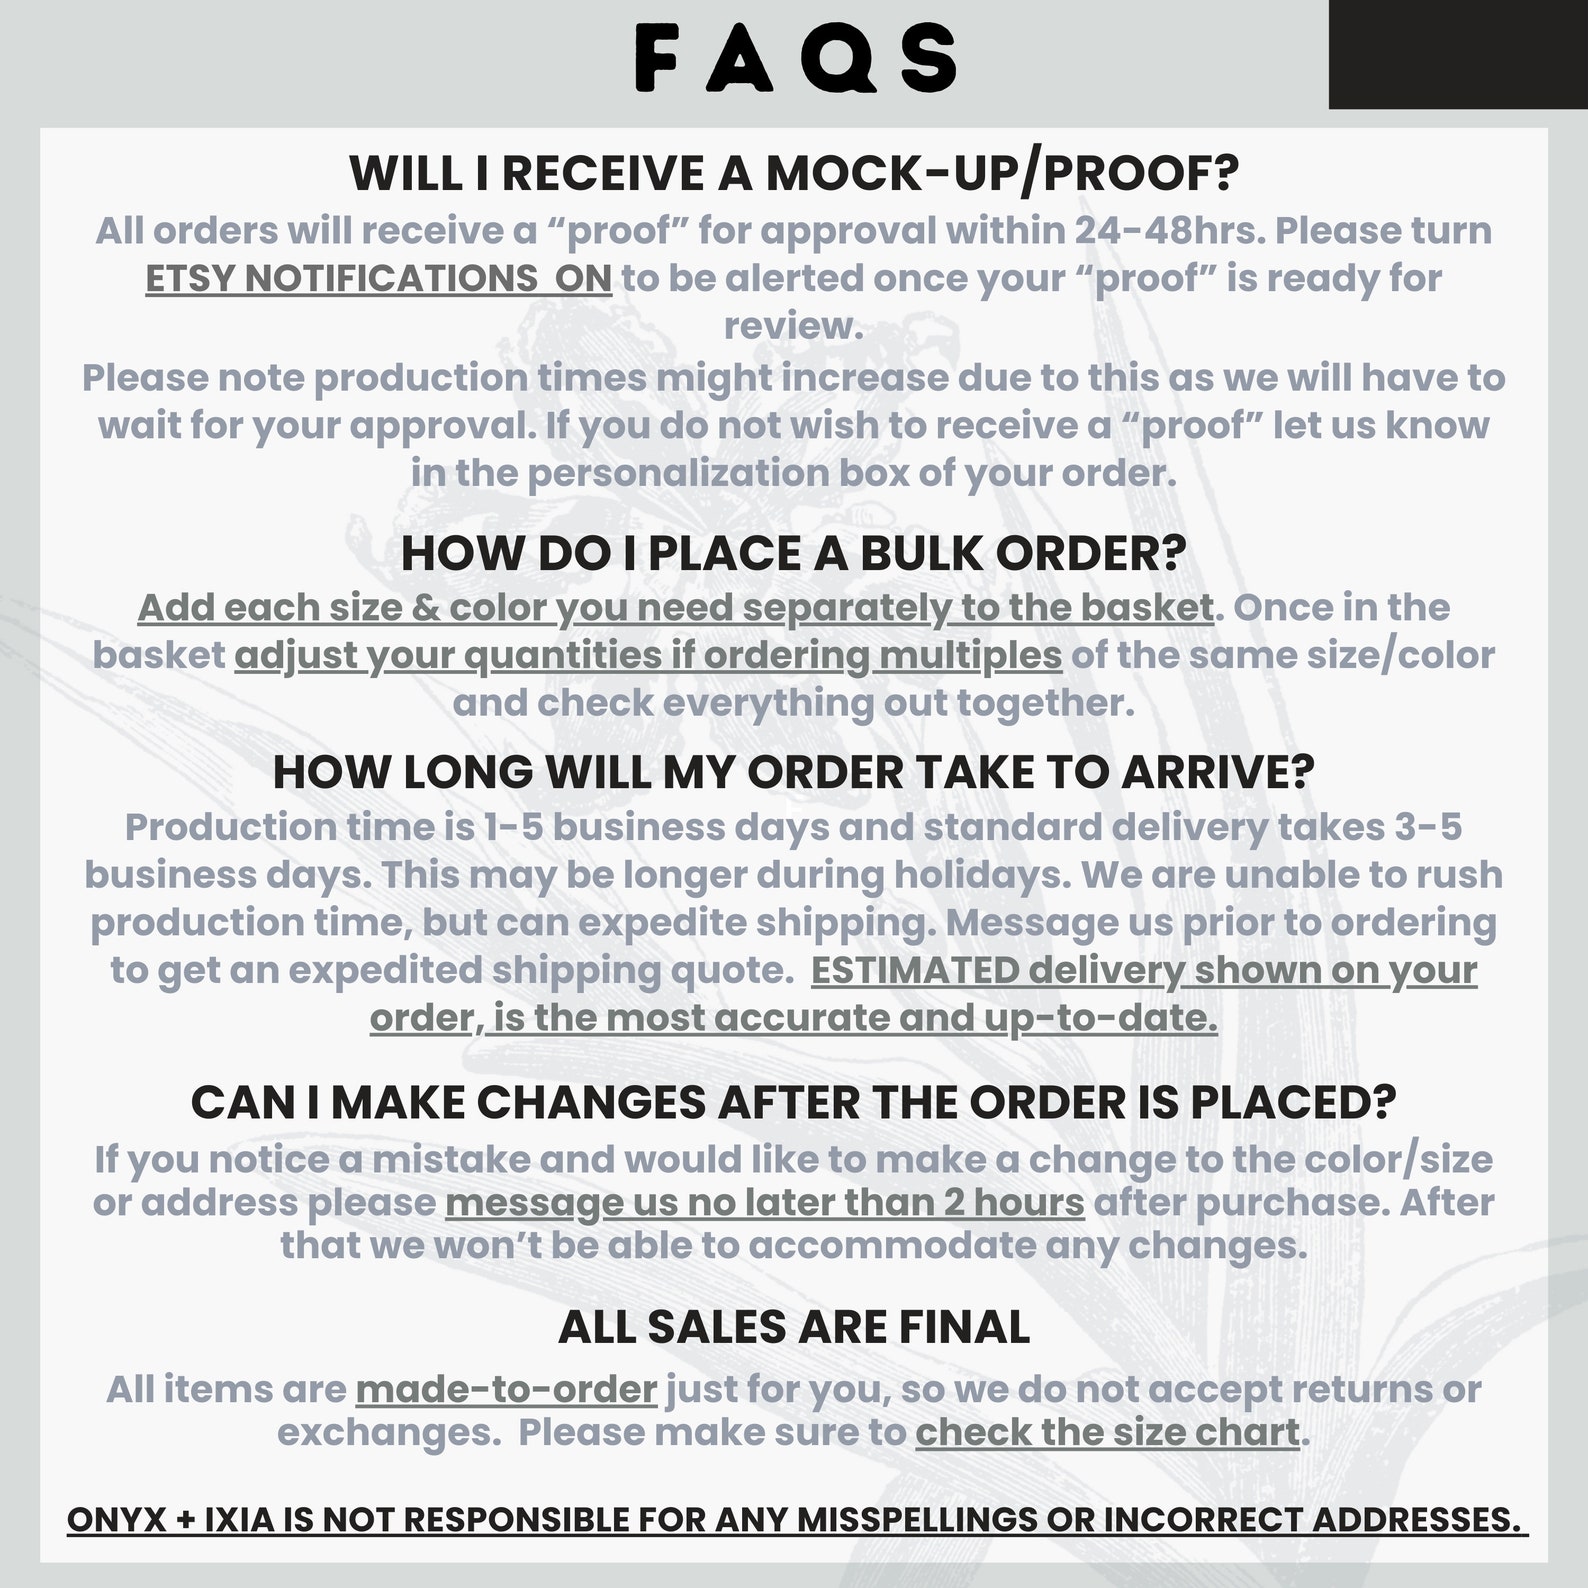 FAQS
WILL I RECEIVE A MOCK-UP/PROOF?
All orders will receive a “proof” for approval within 24-48hrs. Please turn
ETSY NOTIFICATIONS  ON to be alerted once your “proof” is ready for
review.
Please note production times might increase due to this as we will have to
wait for your approval. If you do not wish to receive a “proof” let us know
in the personalization box of your order.
HOW DO I PLACE A BULK ORDER?
Add each size & color you need separately to the basket. Once in the
basket adjust your quantities if ordering multiples of the same size/color
and check everything out together.
HOW LONG WILL MY ORDER TAKE TO ARRIVE?
Production time is 1-5 business days and standard delivery takes 3-5
business days. This may be longer during holidays. We are unable to rush
production time, but can expedite shipping. Message us prior to ordering
to get an expedited shipping quote.  ESTIMATED delivery shown on your
order, is the most accurate and up-to-date.
CAN I MAKE CHANGES AFTER THE ORDER IS PLACED?
If you notice a mistake and would like to make a change to the color/size
or address please message us no later than 2 hours after purchase. After
that we won’t be able to accommodate any changes.
ALL SALES ARE FINAL
All items are made-to-order just for you, so we do not accept returns or
exchanges.  Please make sure to check the size chart.
ONYX + IXIA IS NOT RESPONSIBLE FOR ANY MISSPELLINGS OR INCORRECT ADDRESSES.